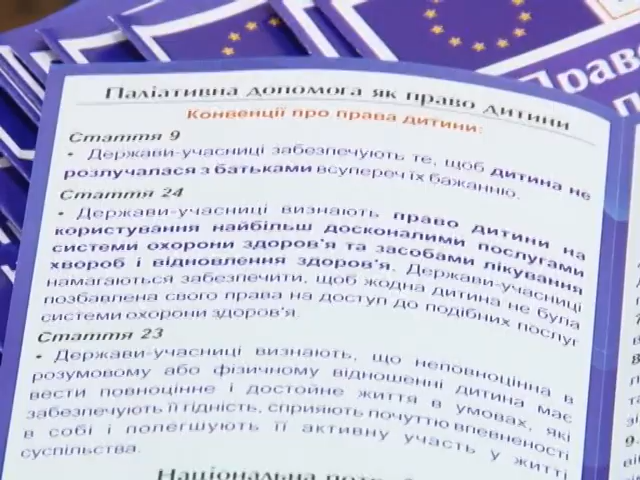 Паліативна допомога як право дитини
Конвенції про права дитини:
Стаття 9
• Держави-учасниці забезпечують те, щоб дитина не
розлучалася з батьками всупереч їх бажанню.
Стаття 24
• Держави-учасниці визнають право дитини на
користування найбільш досконалими послугами
системи охорони здоров'я та засобами лікування
хвороб і відновлення здоров'я. Держави-учасниці
намагаються забезпечити, щоб жодна дитина не була
позбавлена свого права на доступ до подібних послуг
системи охорони здоров'я.
Стаття 23
• Держави-учасниці визнають, що неповноцінна в
розумовому або фізичному відношенні дитина має
вести повноцінне і достойне життя в умовах, які
забезпечують її гідність, сприяють почуттю впевненості
в собі і полегшують її активну участь у житті
суспільства.
Національна